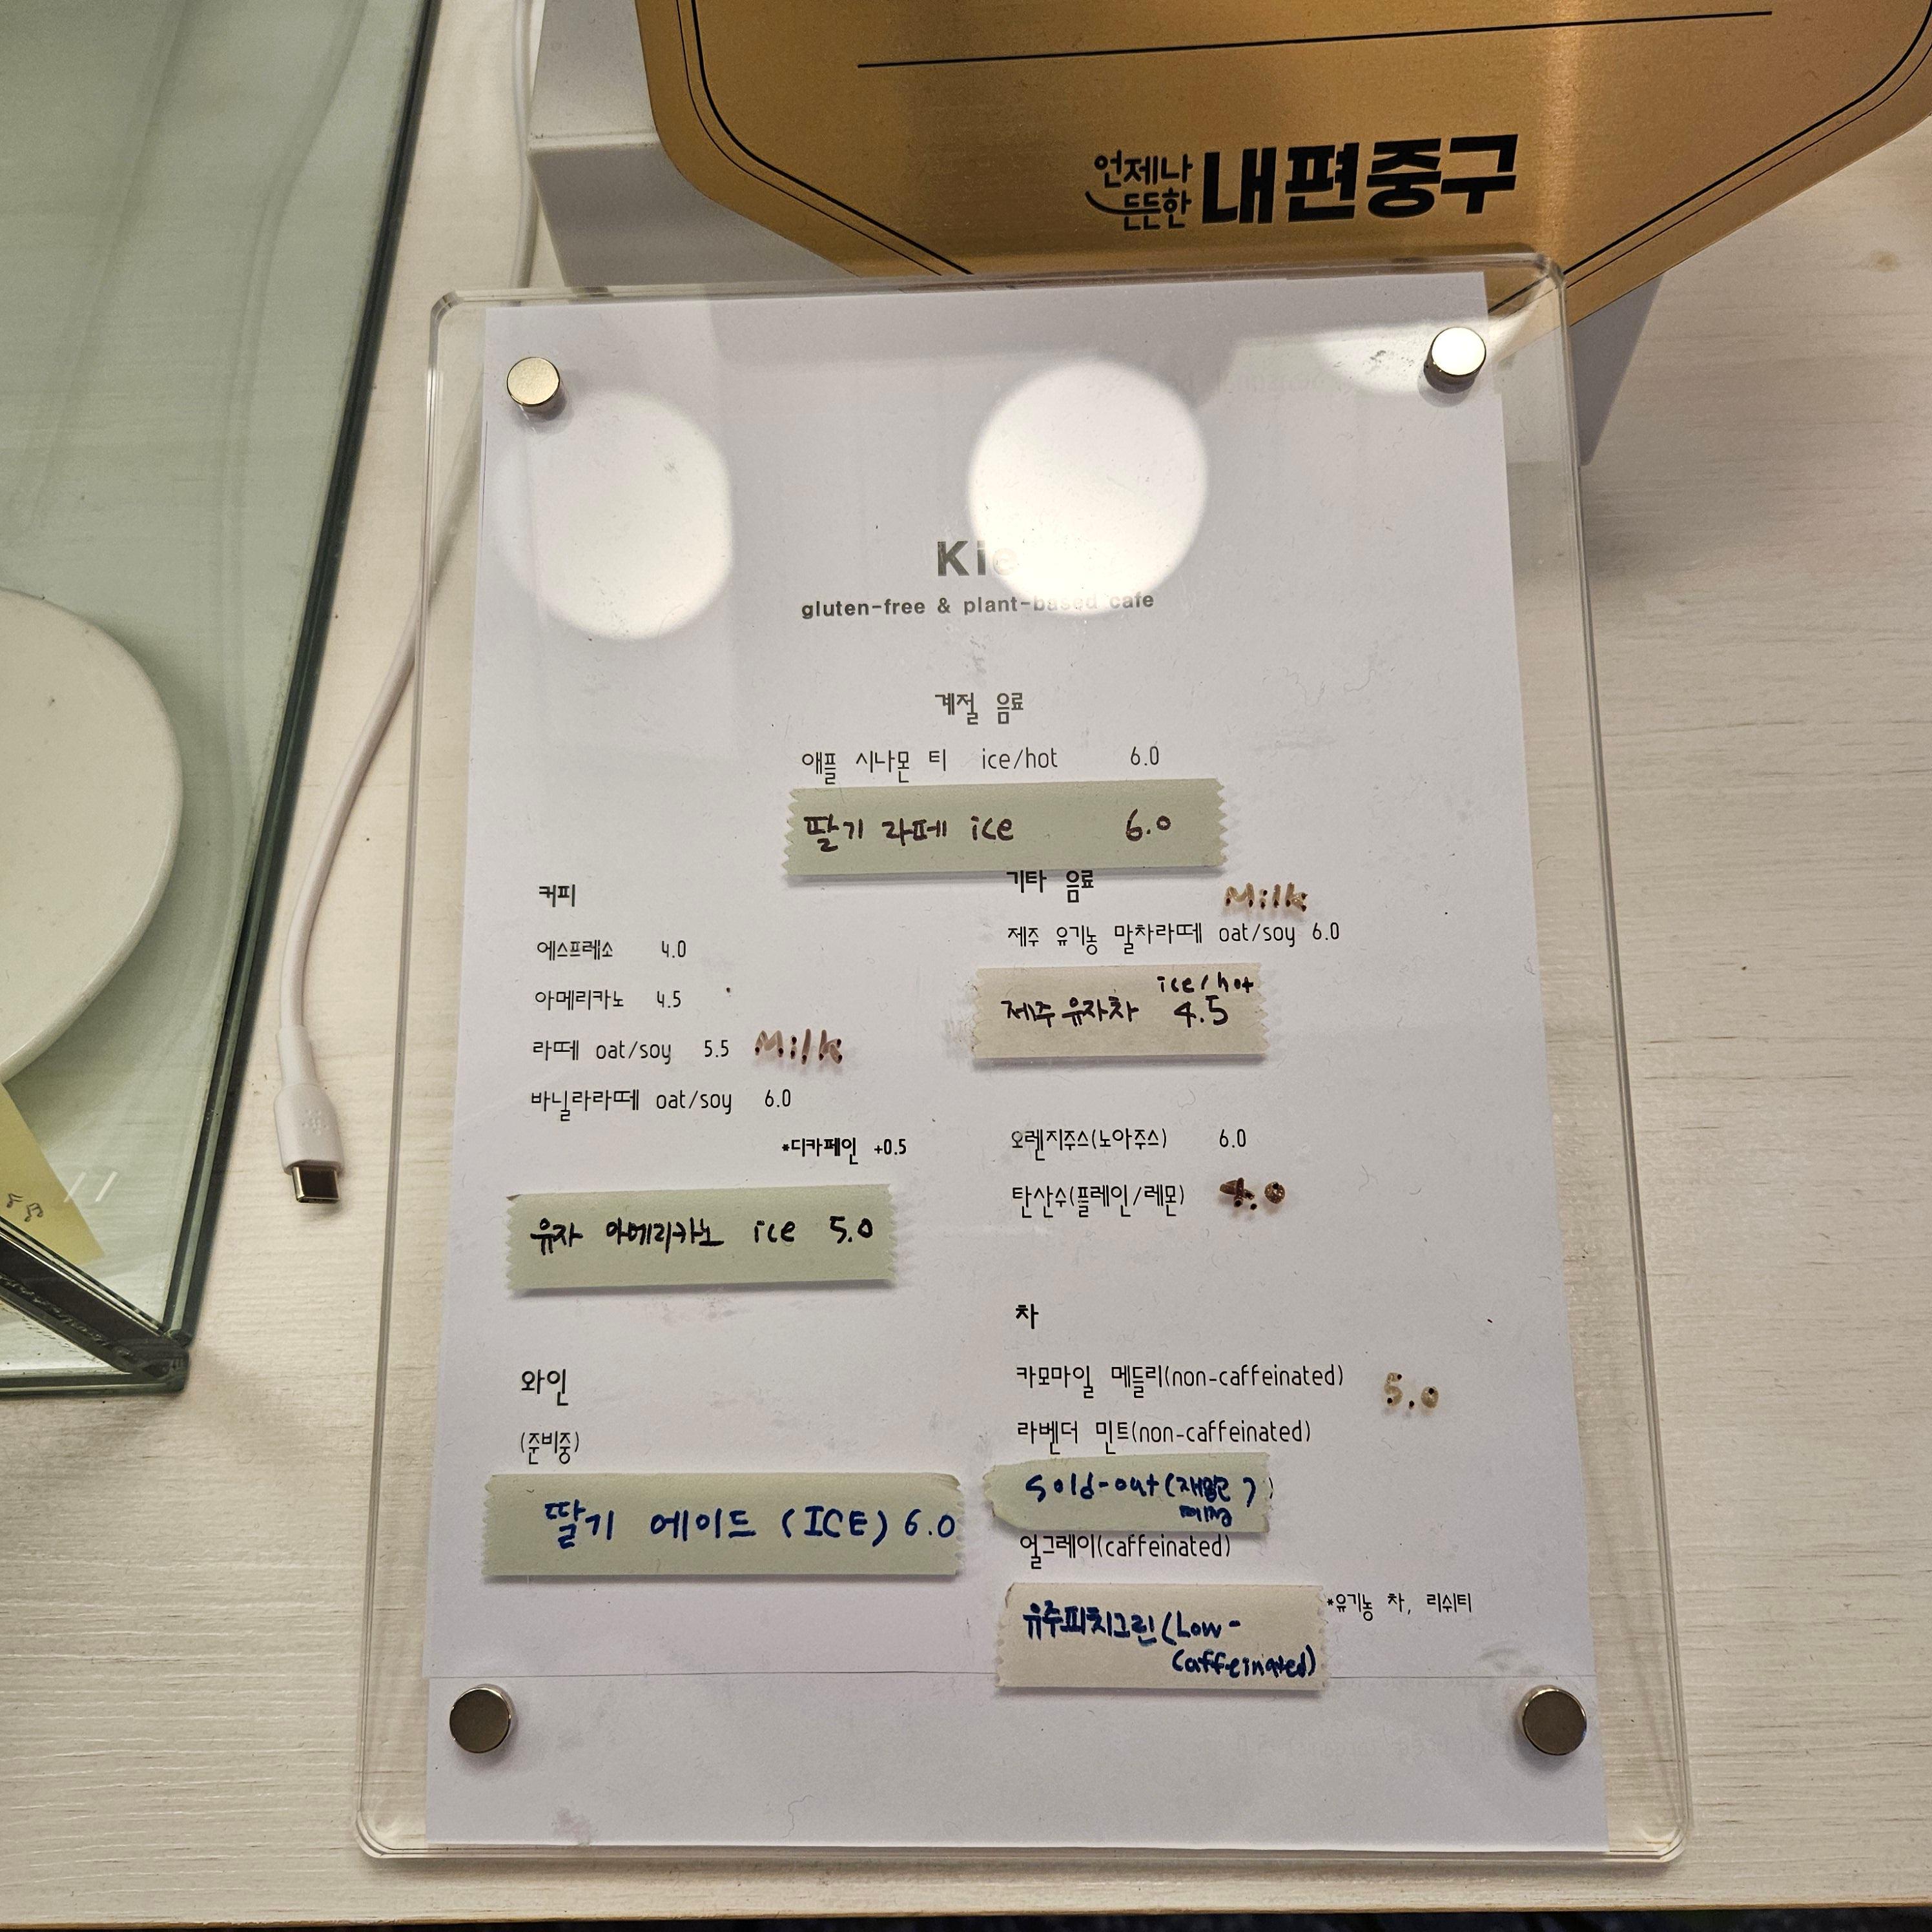 언제나
든든한
내편중구
Kie
gluten-free & plant-based cafe
계절 음료
애플 시나몬 티 ice/hot 6.0
딸기 라떼 ice 6.0
커피
에스프레소 4.0
아메리카노 4.5
라떼 oat/soy 5.5 Milk
바닐라라떼 oat/soy 6.0
*디카페인 +0.5
유자 아메리카노 ice 5.0
와인
(준비중)
딸기 에이드 (ICE) 6.0
기타 음료
Milk
제주 유기농 말차라떼 oat/soy 6.0
ice/hot
제주 유자차 4.5
오렌지주스(노아주스) 6.0
탄산수(플레인/레몬) 4.0
차
카모마일 메들리(non-caffeinated) 5.0
라벤더 민트(non-caffeinated)
Sold-out
얼그레이(caffeinated)
*유기농 차, 리쉬티
유주피치그린(Low-
caffeinated)